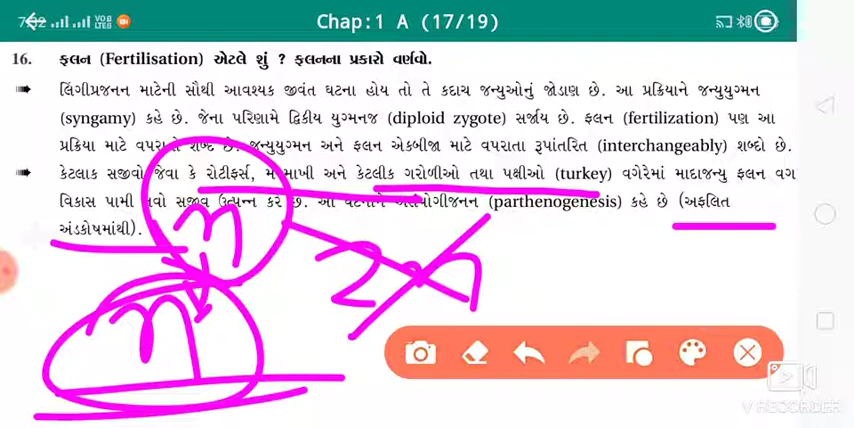 7:32
Chap:1 A (17/19)
16. ફલન (Fertilisation) એટલે શું ? ફલનના પ્રકારો વર્ણવો.
➠ લિંગીપ્રજનન માટેની સૌથી આવશ્યક જીવંત ઘટના હોય તો તે કદાચ જન્યુઓનું જોડાણ છે. આ પ્રક્રિયાને જન્યુયુગ્મન
(syngamy) કહે છે. જેના પરિણામે દ્વિકીય યુગ્મનજ (diploid zygote) સર્જાય છે. ફલન (fertilization) પણ આ
પ્રક્રિયા માટે વપરાતો શબ્દ છે. જન્યુયુગ્મન અને ફલન એકબીજા માટે વપરાતા રૂપાંતરિત (interchangeably) શબ્દો છે.
➠ કેટલાક સજીવો જેવા કે રોટીફર્સ, મધમાખી અને કેટલીક ગરોળીઓ તથા પક્ષીઓ (turkey) વગેરેમાં માદાજન્યુ ફલન વગ
વિકાસ પામી નવો સજીવ ઉત્પન્ન કરે છે. આ ઘટનાને અસંયોગીજનન (parthenogenesis) કહે છે (અફલિત
અંડકોષમાંથી).
n
2n
n
V RECORDER